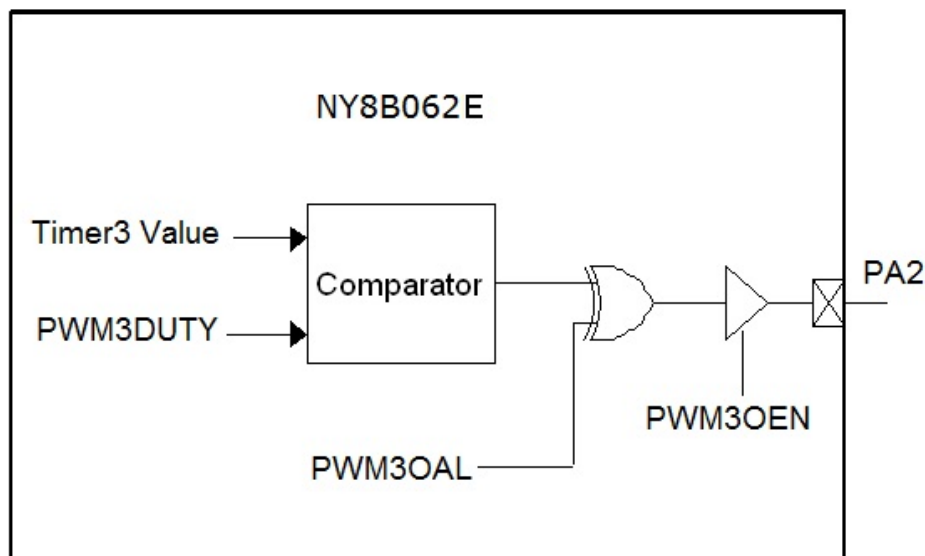 NY8B062E
Timer3 Value
Comparator
PA2
PWM3DUTY
PWM3OEN
PWM3OAL